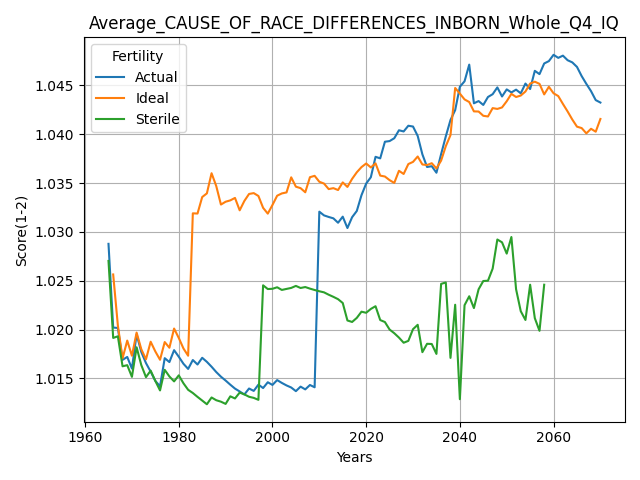 Average_CAUSE_OF_RACE_DIFFERENCES_INBORN_Whole_Q4_IQ
Fertility
Actual
Ideal
Sterile
1.045
1.040
1.035
1.030
1.025
1.020
1.015
Score(1-2)
1960
1980
2000
2020
2040
2060
Years